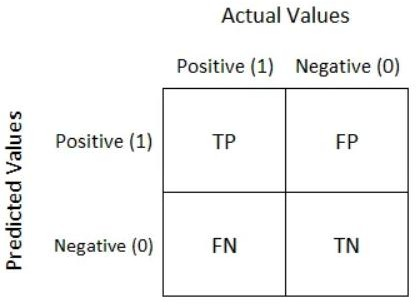 Actual Values
Positive (1) Negative (0)
Predicted Values
Positive (1) TP FP
Negative (0) FN TN